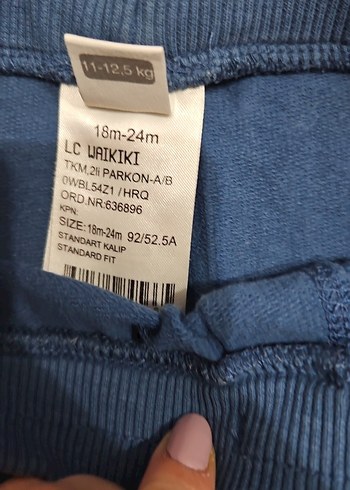 11-12,5 kg
18m-24m
LC WAIKIKI
TKM,2li PARKON-A/B
0WBL54Z1 / HRQ
ORD.NR:636896
KPN:
SIZE: 18m-24m 92/52.5A
STANDART KALIP
STANDARD FIT